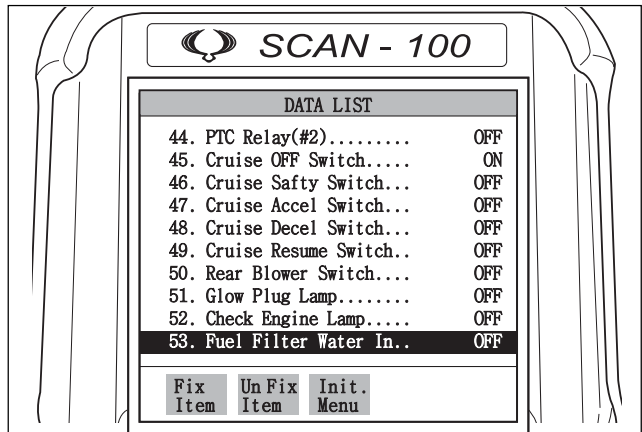 SCAN - 100
DATA LIST
44. PTC Relay(#2)......... OFF
45. Cruise OFF Switch..... ON
46. Cruise Safty Switch... OFF
47. Cruise Accel Switch... OFF
48. Cruise Decel Switch... OFF
49. Cruise Resume Switch.. OFF
50. Rear Blower Switch.... OFF
51. Glow Plug Lamp........ OFF
52. Check Engine Lamp..... OFF
53. Fuel Filter Water In.. OFF
Fix Item
Un Fix Item
Init. Menu